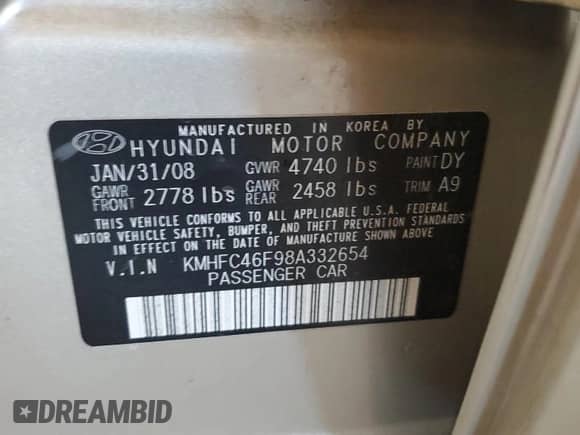 MANUFACTURED IN KOREA BY
HYUNDAI MOTOR COMPANY
JAN/31/08 GVWR 4740 lbs PAINT DY
GAWR FRONT 2778 lbs GAWR REAR 2458 lbs TRIM A9
THIS VEHICLE CONFORMS TO ALL APPLICABLE U.S.A. FEDERAL
MOTOR VEHICLE SAFETY, BUMPER, AND THEFT PREVENTION STANDARDS
IN EFFECT ON THE DATE OF MANUFACTURE SHOWN ABOVE
V.I.N KMHFC46F98A332654
PASSENGER CAR
DREAMBID